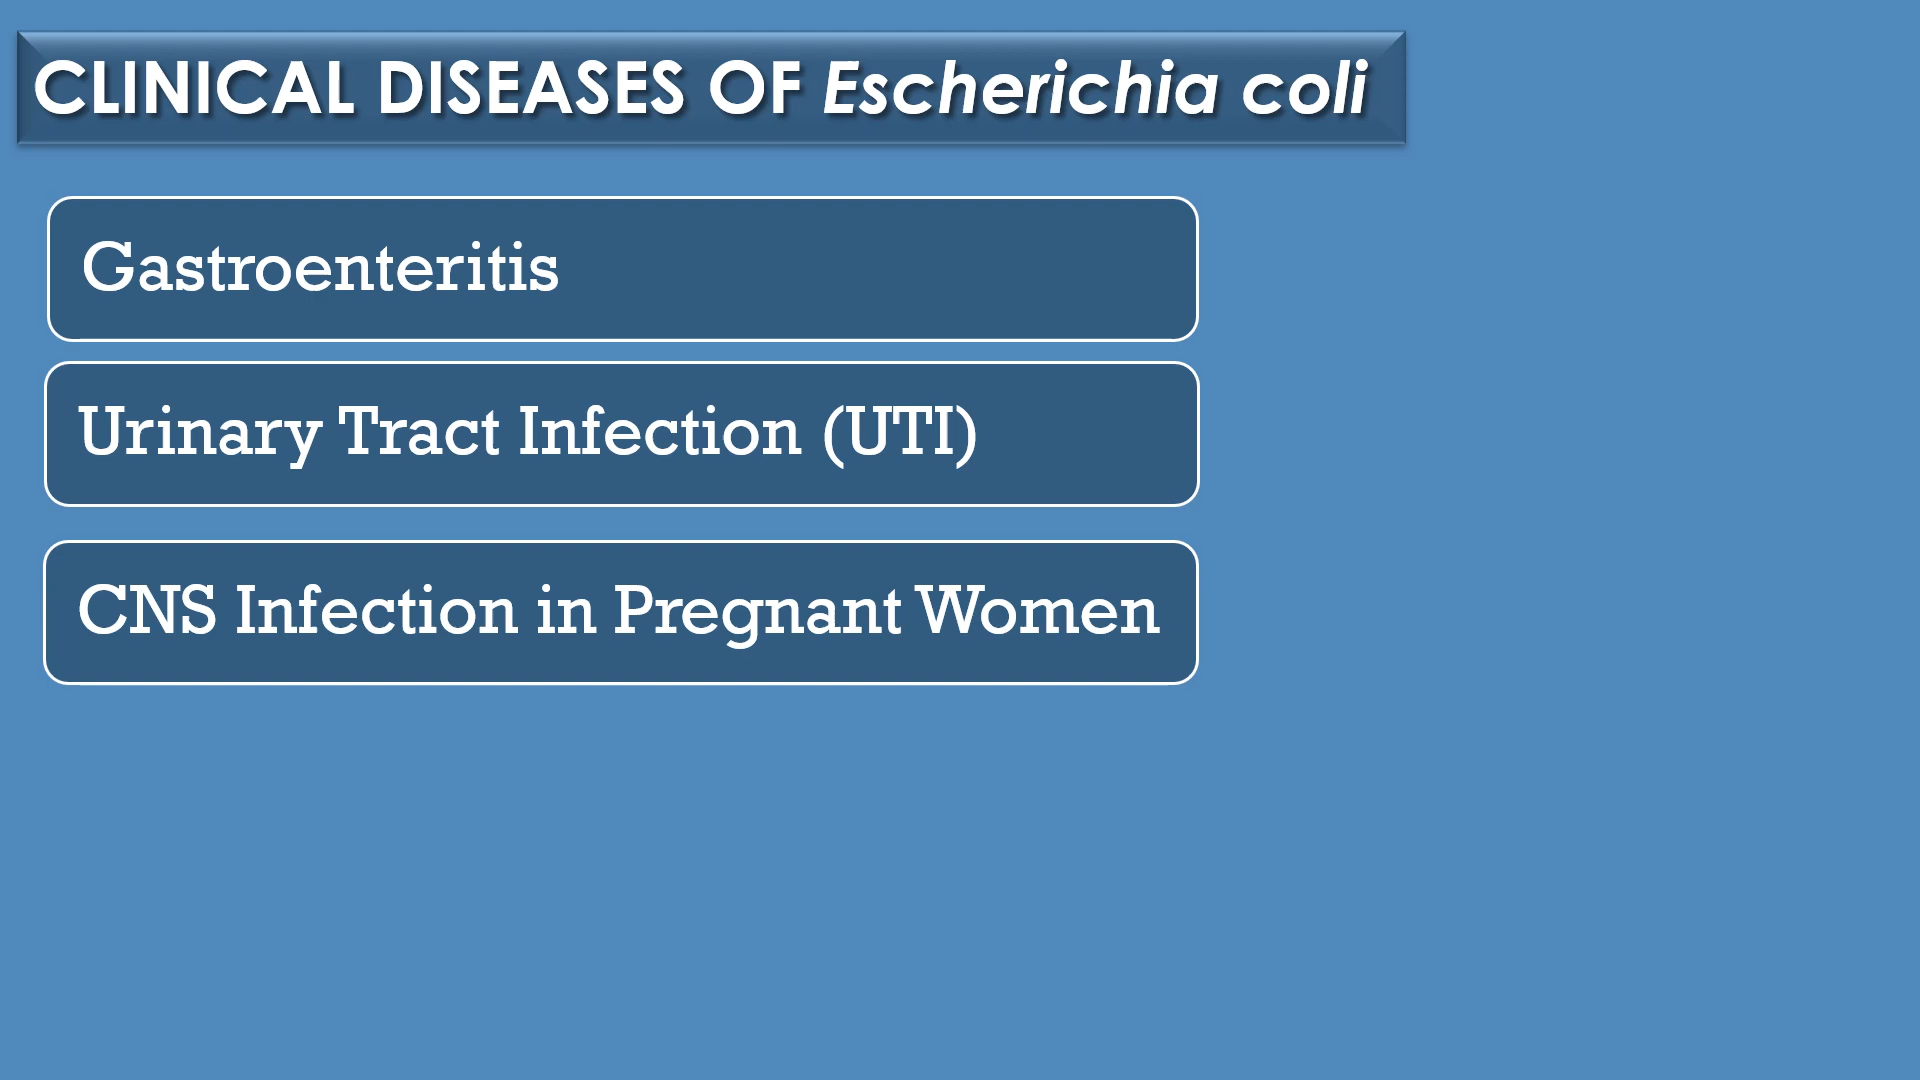 CLINICAL DISEASES OF Escherichia coli
Gastroenteritis
Urinary Tract Infection (UTI)
CNS Infection in Pregnant Women